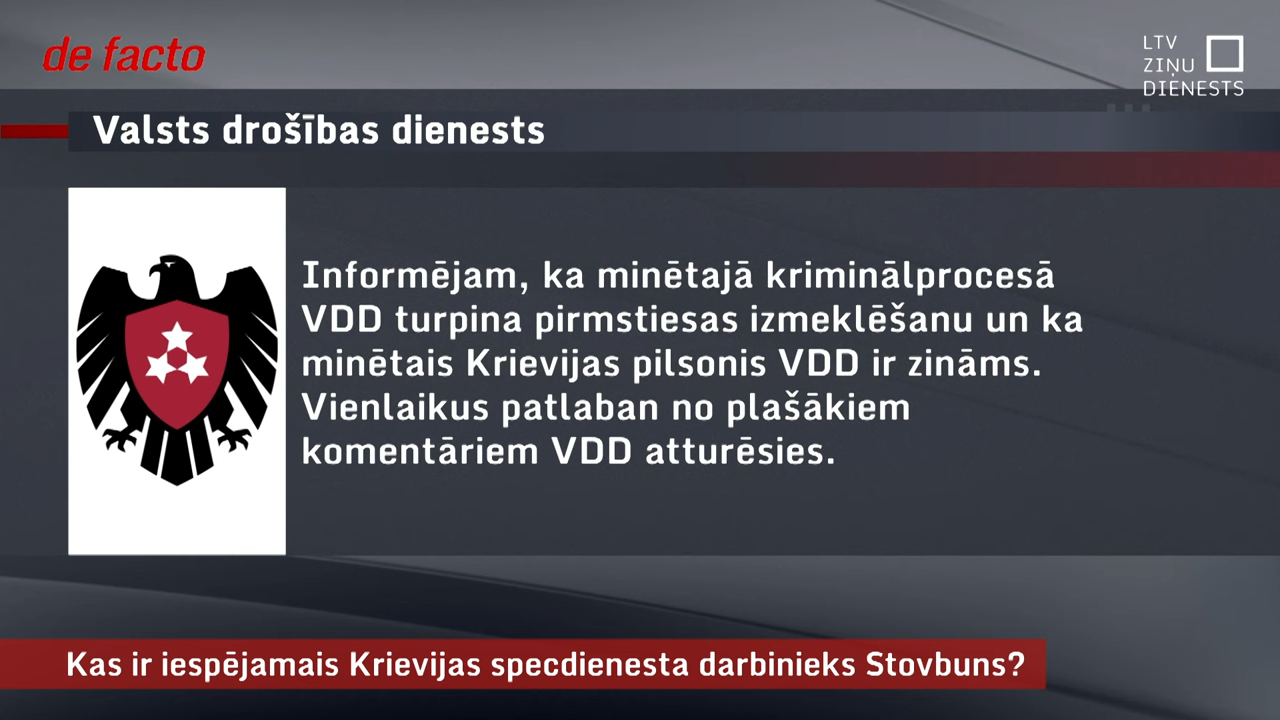 de facto
LTV
ZIŅU
DIENESTS
Valsts drošības dienests
Informējam, ka minētajā kriminālprocesā
VDD turpina pirmstiesas izmeklēšanu un ka
minētais Krievijas pilsonis VDD ir zināms.
Vienlaikus patlaban no plašākiem
komentāriem VDD atturēsies.
Kas ir iespējamais Krievijas specdienesta darbinieks Stovbuns?